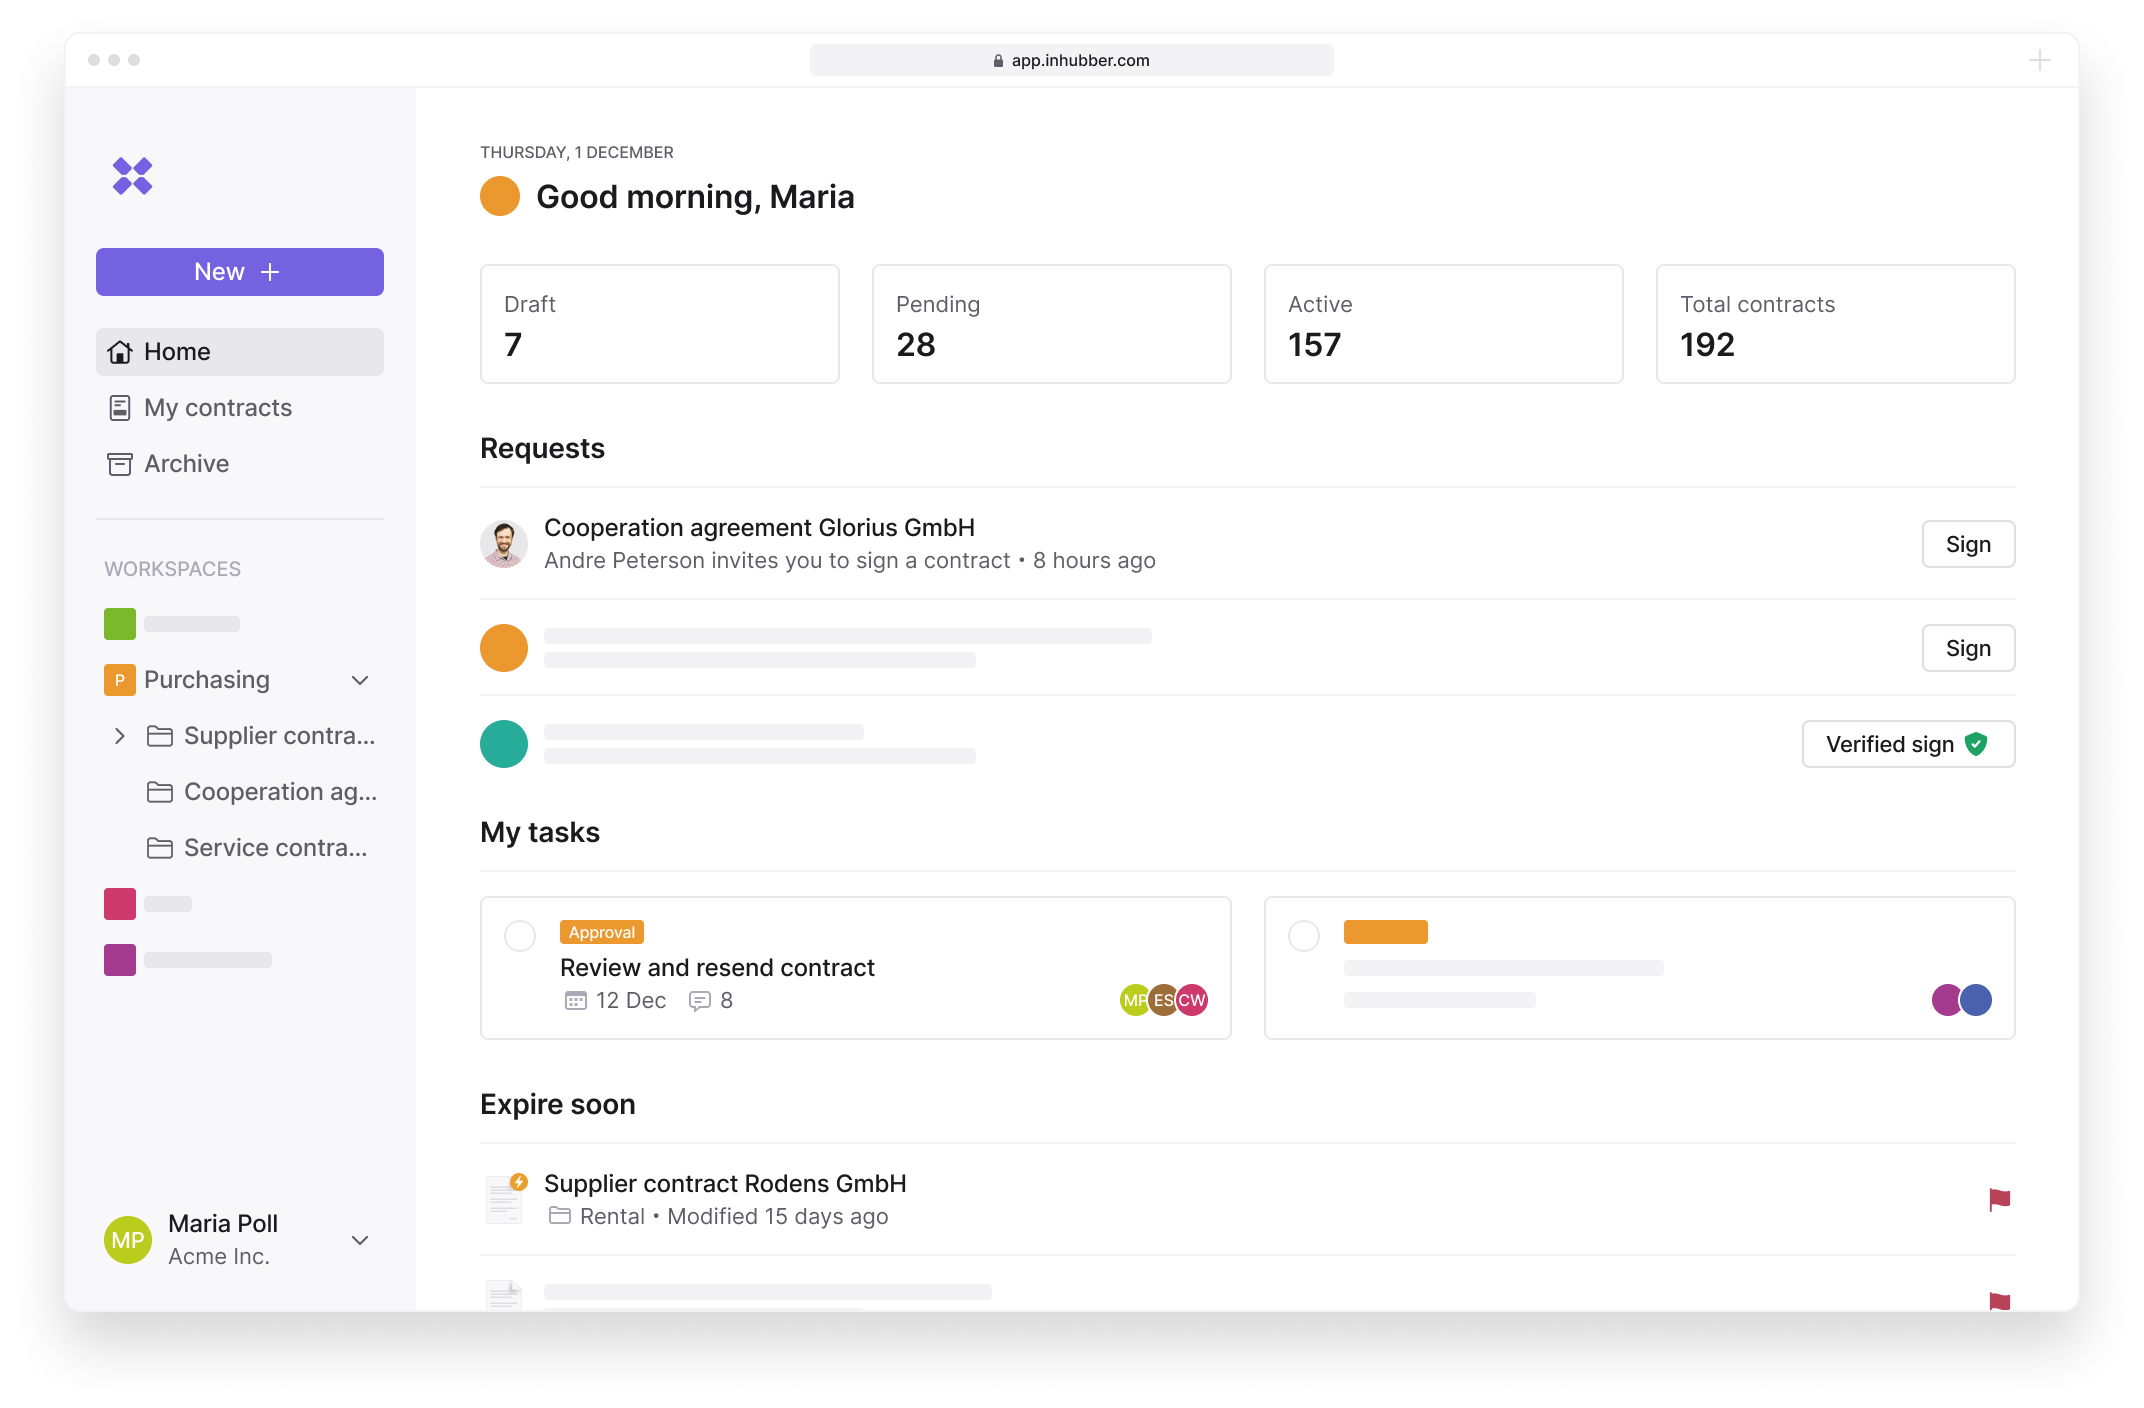 app.inhubber.com
New
Home
My contracts
Archive
WORKSPACES
P Purchasing
Supplier contra...
Cooperation ag...
Service contra...
MP
Maria Poll
Acme Inc.
THURSDAY, 1 DECEMBER
Good morning, Maria
Draft
7
Pending
28
Active
157
Total contracts
192
Requests
Cooperation agreement Glorius GmbH
Andre Peterson invites you to sign a contract • 8 hours ago
Sign
Sign
Verified sign
My tasks
Approval
Review and resend contract
12 Dec 8
MP ES CW
Expire soon
Supplier contract Rodens GmbH
Rental • Modified 15 days ago